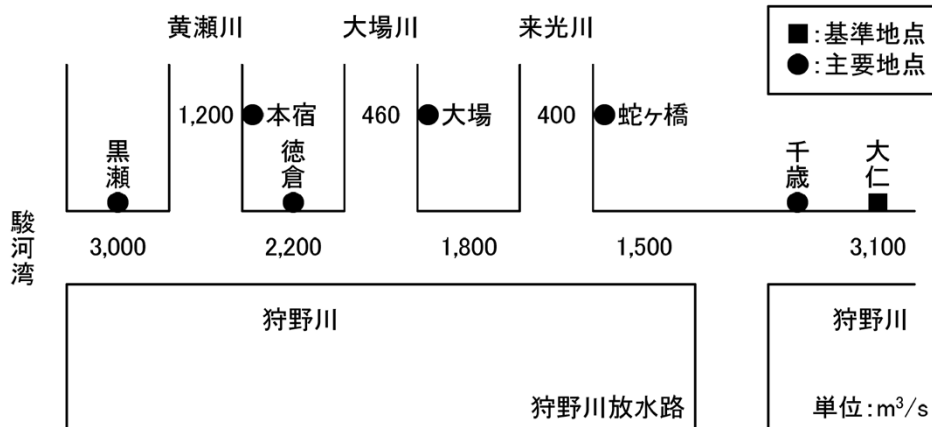 黄瀬川 大場川 来光川
■:基準地点
●:主要地点
1,200 本宿 460 大場 400 蛇ヶ橋
黒瀬 徳倉 千歳 大仁
駿河湾
3,000 2,200 1,800 1,500 3,100
狩野川 狩野川
狩野川放水路 単位:m³/s